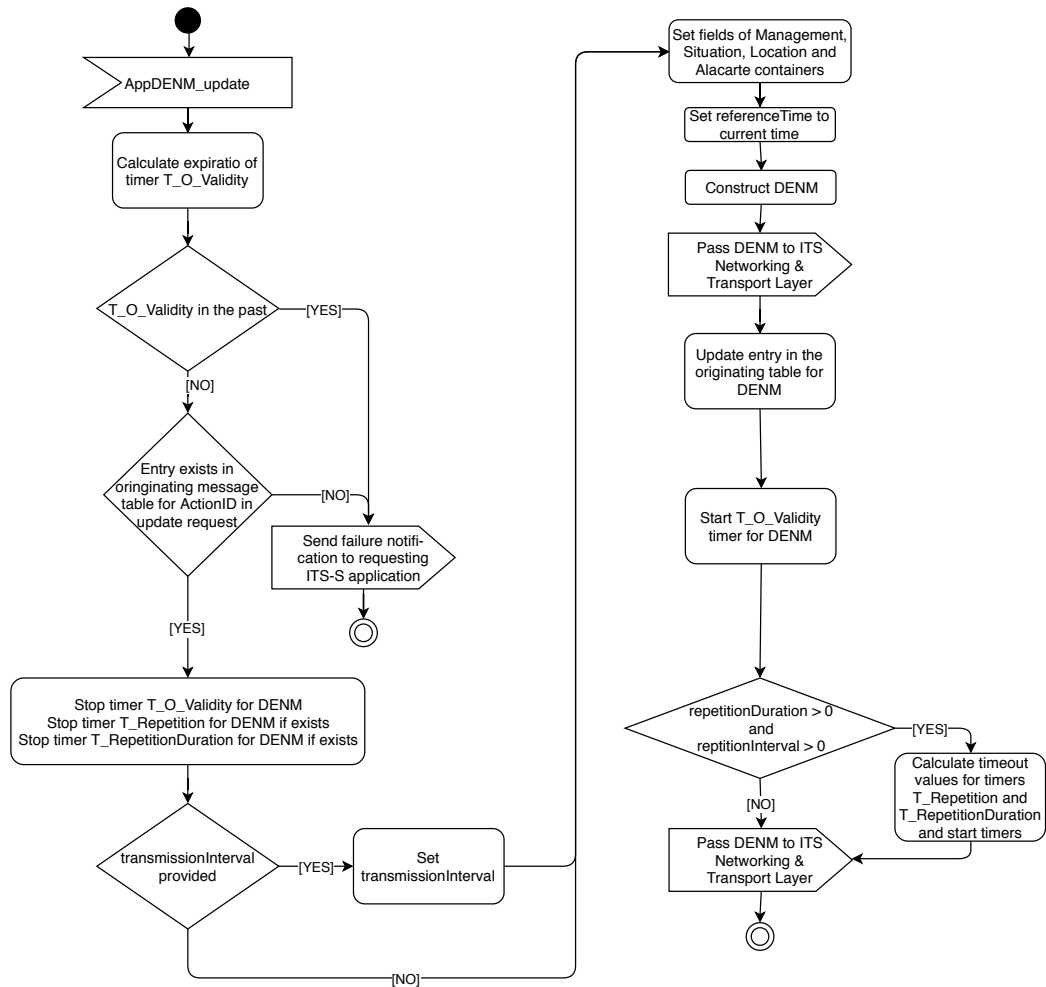 AppDENM_update
Calculate expiratio of
timer T_O_Validity
T_O_Validity in the past
[YES]
[NO]
Entry exists in
oringinating message
table for ActionID in
update request
[NO]
Send failure notifi-
cation to requesting
ITS-S application
[YES]
Stop timer T_O_Validity for DENM
Stop timer T_Repetition for DENM if exists
Stop timer T_RepetitionDuration for DENM if exists
transmissionInterval
provided
[YES]
Set
transmissionInterval
[NO]
Set fields of Management,
Situation, Location and
Alacarte containers
Set referenceTime to
current time
Construct DENM
Pass DENM to ITS
Networking &
Transport Layer
Update entry in the
originating table for
DENM
Start T_O_Validity
timer for DENM
repetitionDuration > 0
and
reptitionInterval > 0
[YES]
Calculate timeout
values for timers
T_Repetition and
T_RepetitionDuration
and start timers
[NO]
Pass DENM to ITS
Networking &
Transport Layer